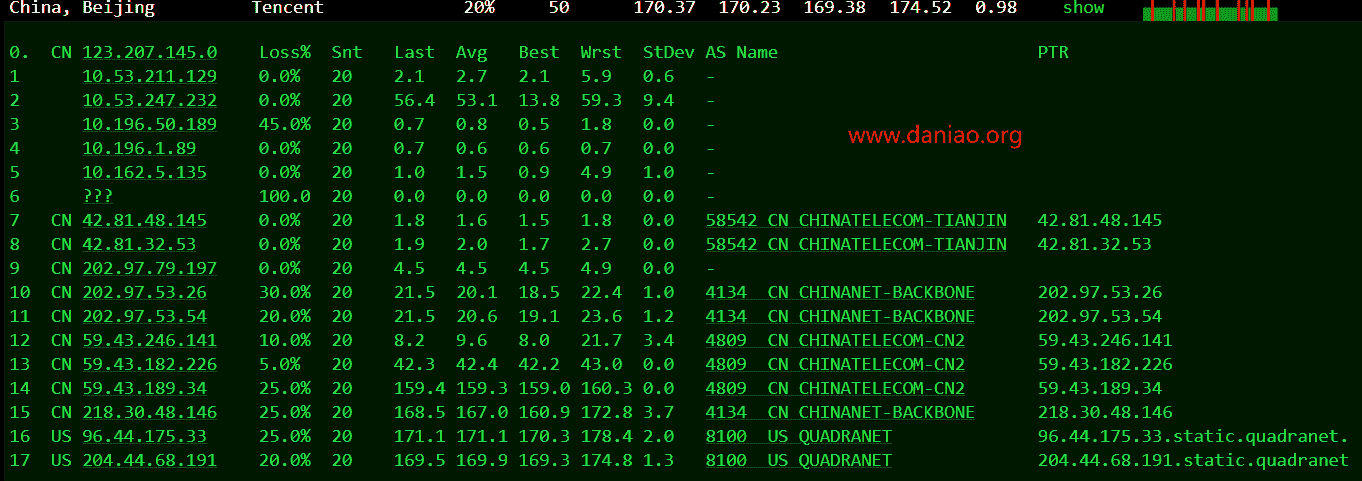 China, Beijing Tencent 20% 50 170.37 170.23 169.38 174.52 0.98 show
0. CN 123.207.145.0 Loss% Snt Last Avg Best Wrst StDev AS Name PTR
1 10.53.211.129 0.0% 20 2.1 2.7 2.1 5.9 0.6 -
2 10.53.247.232 0.0% 20 56.4 53.1 13.8 59.3 9.4 -
3 10.196.50.189 45.0% 20 0.7 0.8 0.5 1.8 0.0 -
www.daniao.org
4 10.196.1.89 0.0% 20 0.7 0.6 0.6 0.7 0.0 -
5 10.162.5.135 0.0% 20 1.0 1.5 0.9 4.9 1.0 -
6 ??? 100.0 20 0.0 0.0 0.0 0.0 0.0 -
7 CN 42.81.48.145 0.0% 20 1.8 1.6 1.5 1.8 0.0 58542 CN CHINATELECOM-TIANJIN 42.81.48.145
8 CN 42.81.32.53 0.0% 20 1.9 2.0 1.7 2.7 0.0 58542 CN CHINATELECOM-TIANJIN 42.81.32.53
9 CN 202.97.79.197 0.0% 20 4.5 4.5 4.5 4.9 0.0 -
10 CN 202.97.53.26 30.0% 20 21.5 20.1 18.5 22.4 1.0 4134 CN CHINANET-BACKBONE 202.97.53.26
11 CN 202.97.53.54 20.0% 20 21.5 20.6 19.1 23.6 1.2 4134 CN CHINANET-BACKBONE 202.97.53.54
12 CN 59.43.246.141 10.0% 20 8.2 9.6 8.0 21.7 3.4 4809 CN CHINATELECOM-CN2 59.43.246.141
13 CN 59.43.182.226 5.0% 20 42.3 42.4 42.2 43.0 0.0 4809 CN CHINATELECOM-CN2 59.43.182.226
14 CN 59.43.189.34 25.0% 20 159.4 159.3 159.0 160.3 0.0 4809 CN CHINATELECOM-CN2 59.43.189.34
15 CN 218.30.48.146 25.0% 20 168.5 167.0 160.9 172.8 3.7 4134 CN CHINANET-BACKBONE 218.30.48.146
16 US 96.44.175.33 25.0% 20 171.1 171.1 170.3 178.4 2.0 8100 US QUADRANET 96.44.175.33.static.quadranet.
17 US 204.44.68.191 20.0% 20 169.5 169.9 169.3 174.8 1.3 8100 US QUADRANET 204.44.68.191.static.quadranet